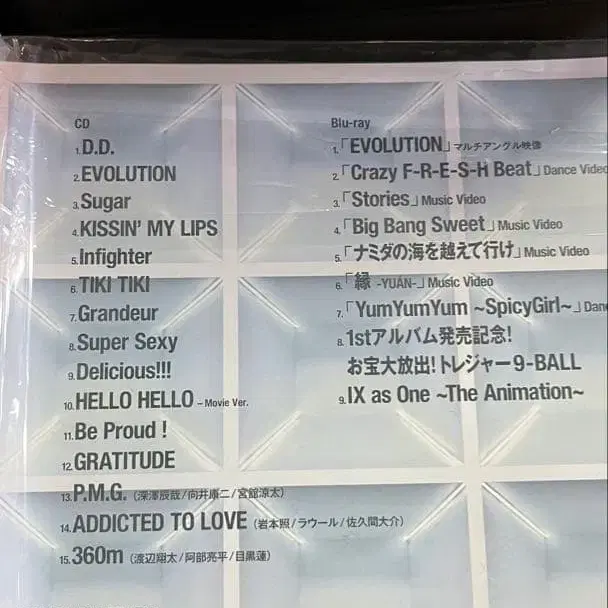 CD
1. D.D.
2. EVOLUTION
3. Sugar
4. KISSIN' MY LIPS
5. Infighter
6. TIKI TIKI
7. Grandeur
8. Super Sexy
9. Delicious!!!
10. HELLO HELLO – Movie Ver.
11. Be Proud !
12. GRATITUDE
13. P.M.G.（深澤辰哉/向井康二/宮舘涼太）
14. ADDICTED TO LOVE（岩本照/ラウール/佐久間大介）
15. 360m（渡辺翔太/阿部亮平/目黒蓮）
Blu-ray
1.「EVOLUTION」マルチアングル映像
2.「Crazy F-R-E-S-H Beat」Dance Video
3.「Stories」Music Video
4.「Big Bang Sweet」Music Video
5.「ナミダの海を越えて行け」Music Video
6.「縁 -YUÁN-」Music Video
7.「YumYumYum ~SpicyGirl~」Dan
8. 1stアルバム発売記念!
お宝大放出! トレジャー9-BALL
9. IX as One ~The Animation~